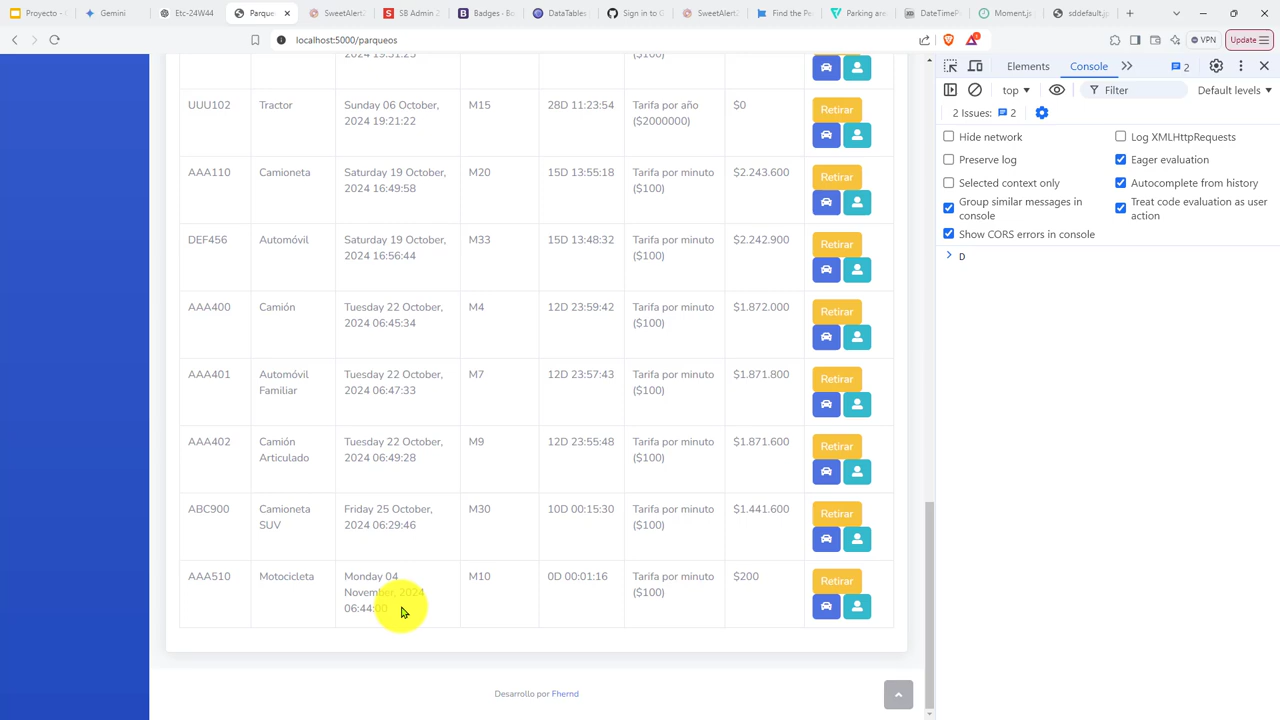 Proyecto - G
Gemini
Etc-24W44
Parque
SweetAlert2
SB Admin 2
Badges - Bo
DataTables
Sign in to G
SweetAlert2
Find the Pe
Parking are
DateTimeP
Moment.js
sddefault.jp
localhost:5000/parqueos
VPN
Update
Elements
Console
2
top
Filter
Default levels
2 Issues: 2
Hide network
Log XMLHttpRequests
Preserve log
Eager evaluation
Selected context only
Autocomplete from history
Group similar messages in console
Treat code evaluation as user action
Show CORS errors in console
D
UUU102 Tractor Sunday 06 October, M15 28D 11:23:54 Tarifa por año $0 Retirar
2024 19:21:22 ($2000000)
AAA110 Camioneta Saturday 19 October, M20 15D 13:55:18 Tarifa por minuto $2.243.600 Retirar
2024 16:49:58 ($100)
DEF456 Automóvil Saturday 19 October, M33 15D 13:48:32 Tarifa por minuto $2.242.900 Retirar
2024 16:56:44 ($100)
AAA400 Camión Tuesday 22 October, M4 12D 23:59:42 Tarifa por minuto $1.872.000 Retirar
2024 06:45:34 ($100)
AAA401 Automóvil Tuesday 22 October, M7 12D 23:57:43 Tarifa por minuto $1.871.800 Retirar
Familiar 2024 06:47:33 ($100)
AAA402 Camión Tuesday 22 October, M9 12D 23:55:48 Tarifa por minuto $1.871.600 Retirar
Articulado 2024 06:49:28 ($100)
ABC900 Camioneta Friday 25 October, M30 10D 00:15:30 Tarifa por minuto $1.441.600 Retirar
SUV 2024 06:29:46 ($100)
AAA510 Motocicleta Monday 04 M10 0D 00:01:16 Tarifa por minuto $200 Retirar
November, 2024 ($100)
06:44:00
Desarrollo por Fhernd